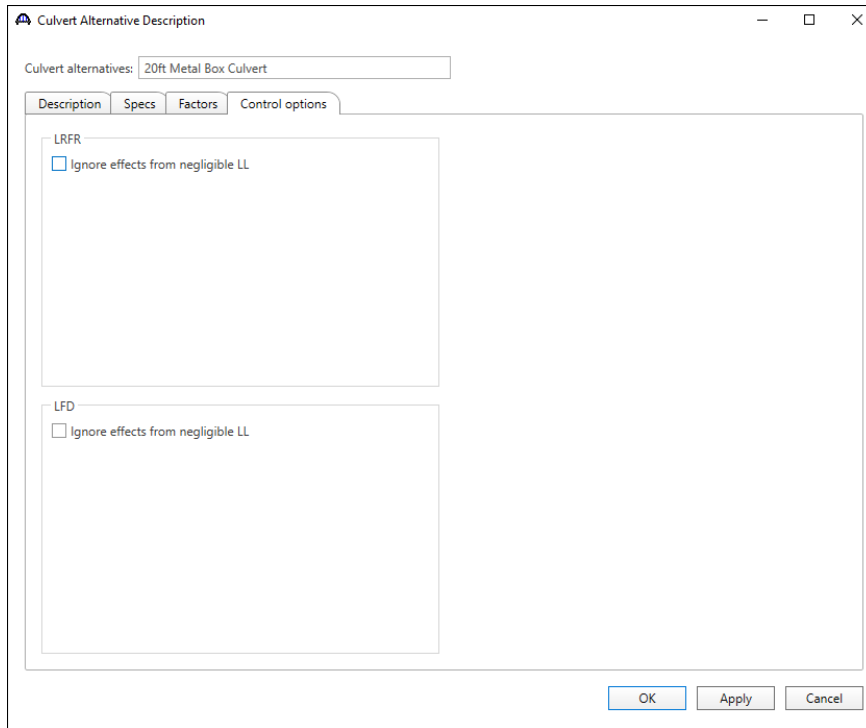 Culvert Alternative Description
Culvert alternatives: 20ft Metal Box Culvert
Description Specs Factors Control options
LRFR
Ignore effects from negligible LL
LFD
Ignore effects from negligible LL
OK Apply Cancel